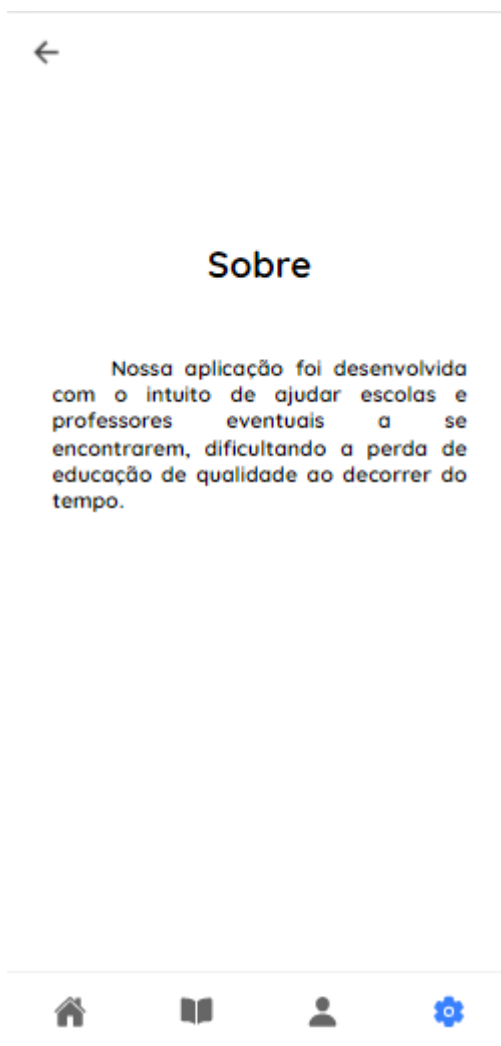 Sobre
Nossa aplicação foi desenvolvida
com o intuito de ajudar escolas e
professores eventuais a se
encontrarem, dificultando a perda de
educação de qualidade ao decorrer do
tempo.